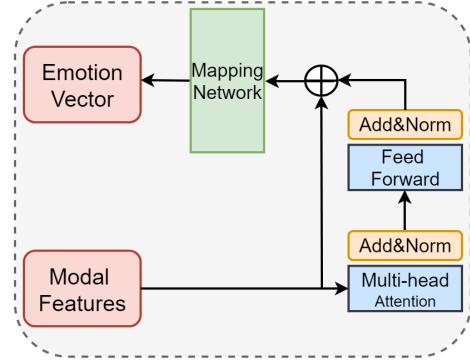 Emotion
Vector
Mapping
Network
Add&Norm
Feed
Forward
Add&Norm
Modal
Features
Multi-head
Attention